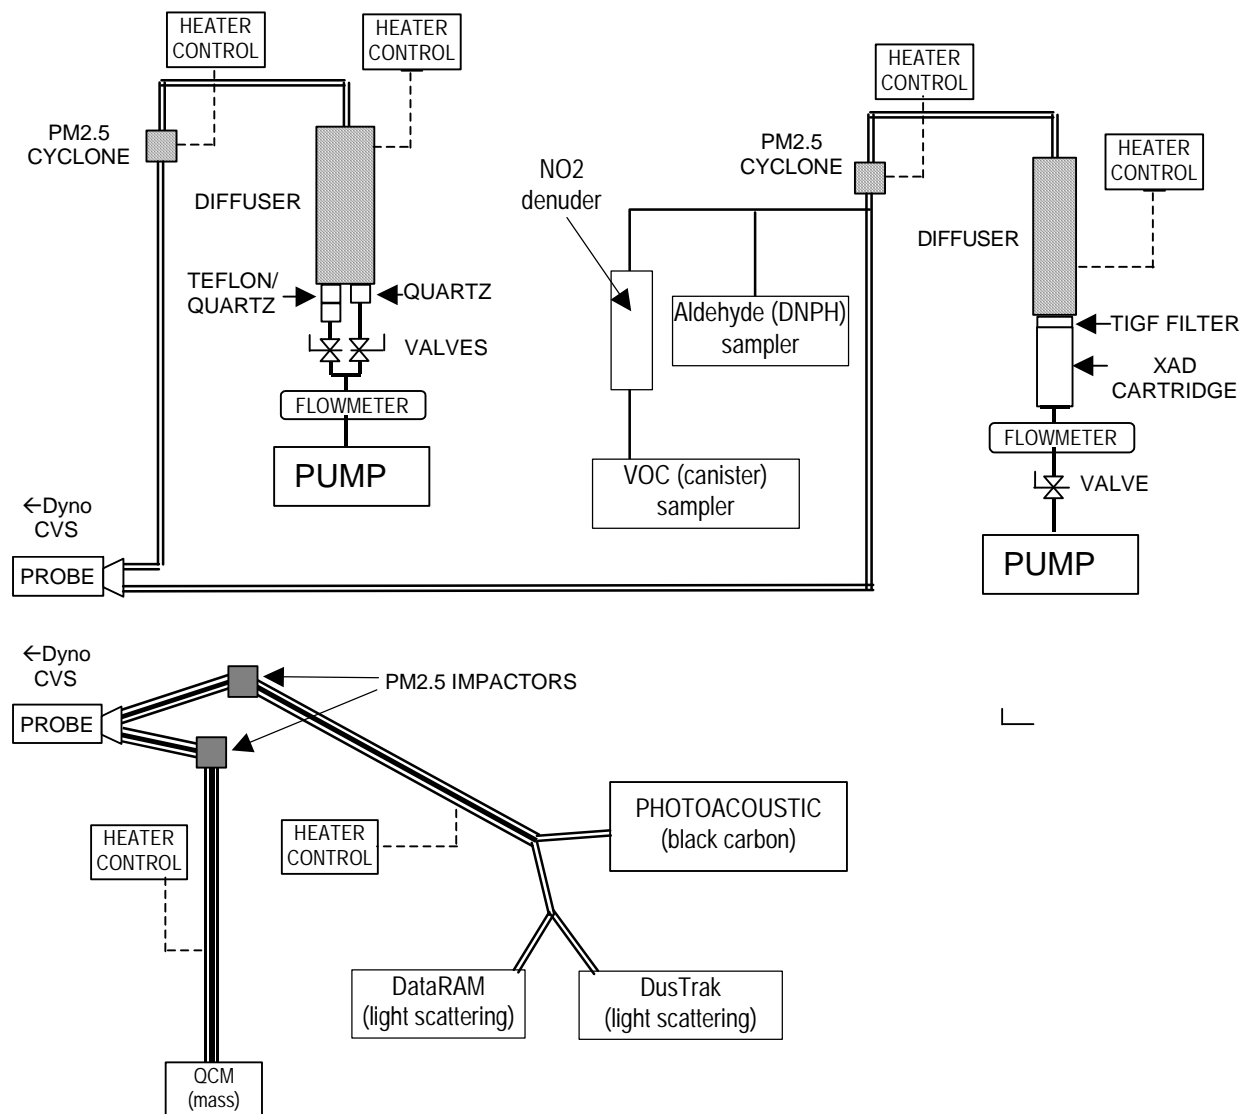 HEATER
CONTROL
HEATER
CONTROL
PM2.5
CYCLONE
DIFFUSER
TEFLON/
QUARTZ
QUARTZ
VALVES
FLOWMETER
PUMP
HEATER
CONTROL
PM2.5
CYCLONE
HEATER
CONTROL
NO2
denuder
DIFFUSER
Aldehyde (DNPH)
sampler
TIGF FILTER
XAD
CARTRIDGE
FLOWMETER
VOC (canister)
sampler
VALVE
PUMP
←Dyno
CVS
PROBE
←Dyno
CVS
PROBE
PM2.5 IMPACTORS
HEATER
CONTROL
HEATER
CONTROL
PHOTOACOUSTIC
(black carbon)
DataRAM
(light scattering)
DusTrak
(light scattering)
QCM
(mass)